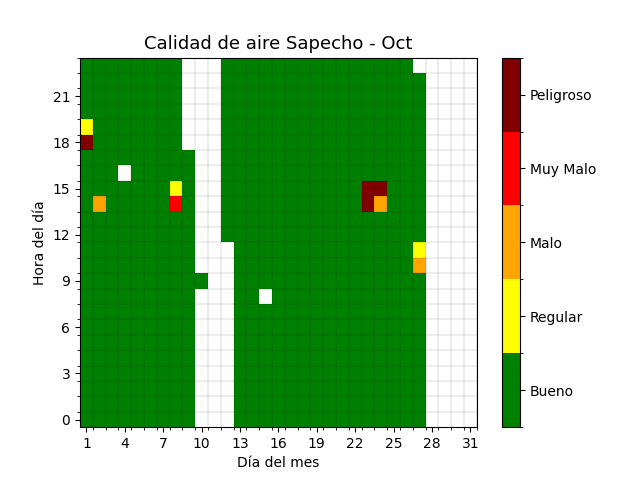 Calidad de aire Sapecho - Oct
Hora del día
21
18
15
12
9
6
3
0
1 4 7 10 13 16 19 22 25 28 31
Día del mes
Peligroso
Muy Malo
Malo
Regular
Bueno